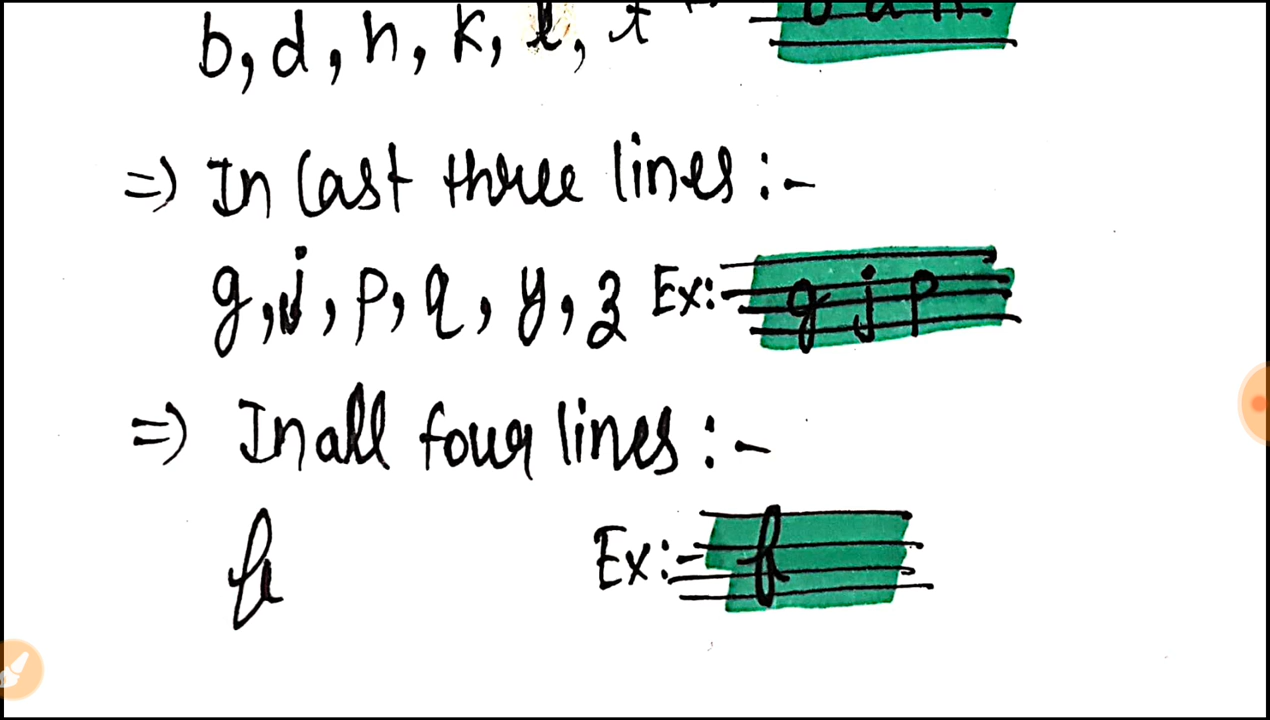 b, d, h, k, l, t
=> In last three lines :-
g, j, p, q, y, z Ex:- g j p
=> In all four lines :-
f Ex:- f